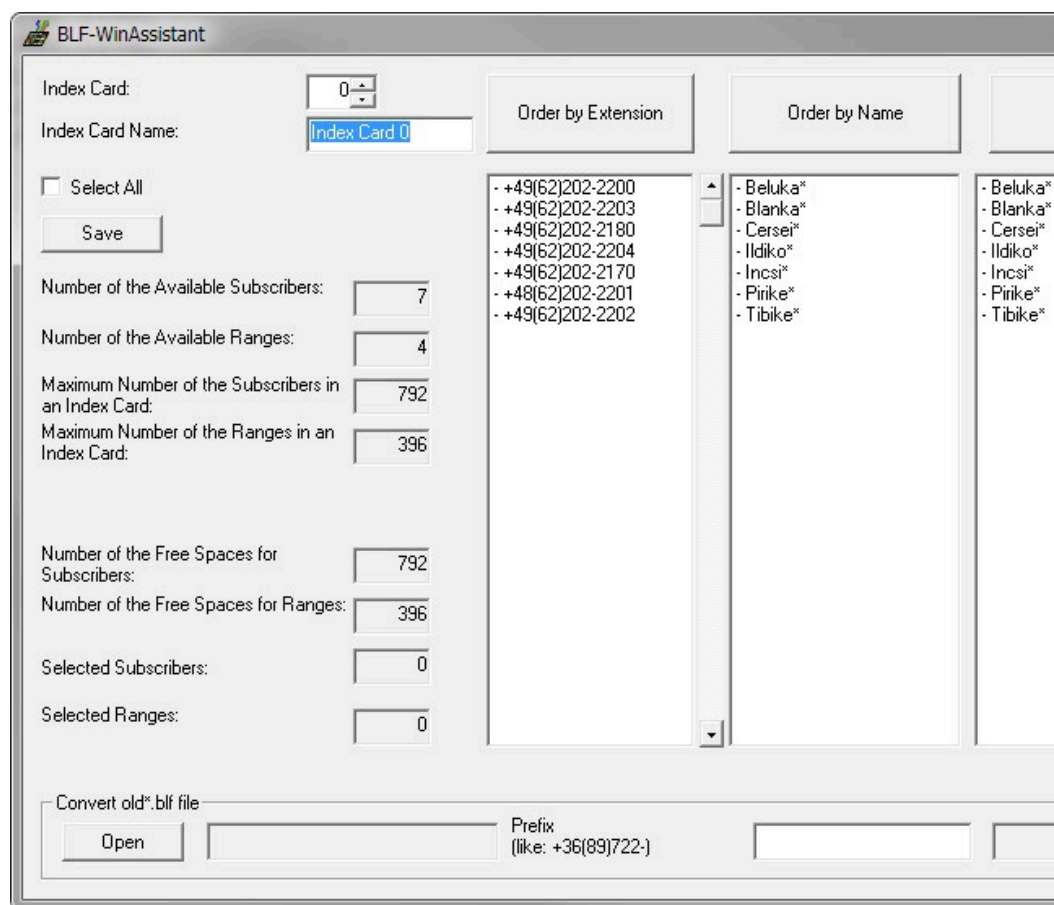 BLF-WinAssistant
Index Card:
0
Index Card Name:
Index Card 0
Order by Extension
Order by Name
Select All
Save
Number of the Available Subscribers:
7
Number of the Available Ranges:
4
Maximum Number of the Subscribers in
an Index Card:
792
Maximum Number of the Ranges in an
Index Card:
396
Number of the Free Spaces for
Subscribers:
792
Number of the Free Spaces for Ranges:
396
Selected Subscribers:
0
Selected Ranges:
0
- +49(62)202-2200
- +49(62)202-2203
- +49(62)202-2180
- +49(62)202-2204
- +49(62)202-2170
- +48(62)202-2201
- +49(62)202-2202
- Beluka*
- Blanka*
- Cersei*
- Ildiko*
- Incsi*
- Pirike*
- Tibike*
- Beluka*
- Blanka*
- Cersei*
- Ildiko*
- Incsi*
- Pirike*
- Tibike*
Convert old*.blf file
Open
Prefix
(like: +36(89)722-)